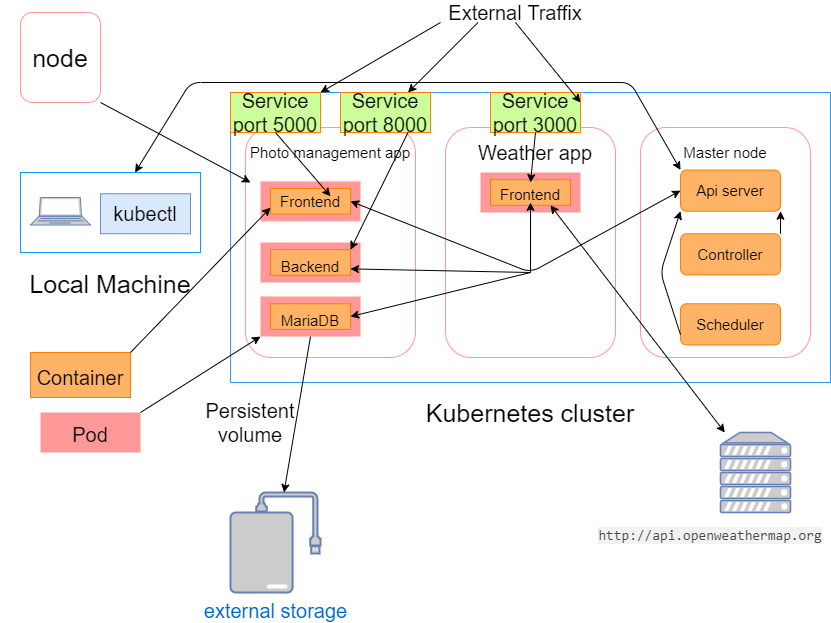 External Traffix
node
Service
port 5000
Service
port 8000
Service
port 3000
Photo management app
Weather app
Master node
Frontend
Frontend
Api server
kubectl
Backend
Controller
Local Machine
MariaDB
Scheduler
Container
Pod
Persistent
volume
Kubernetes cluster
http://api.openweathermap.org
external storage